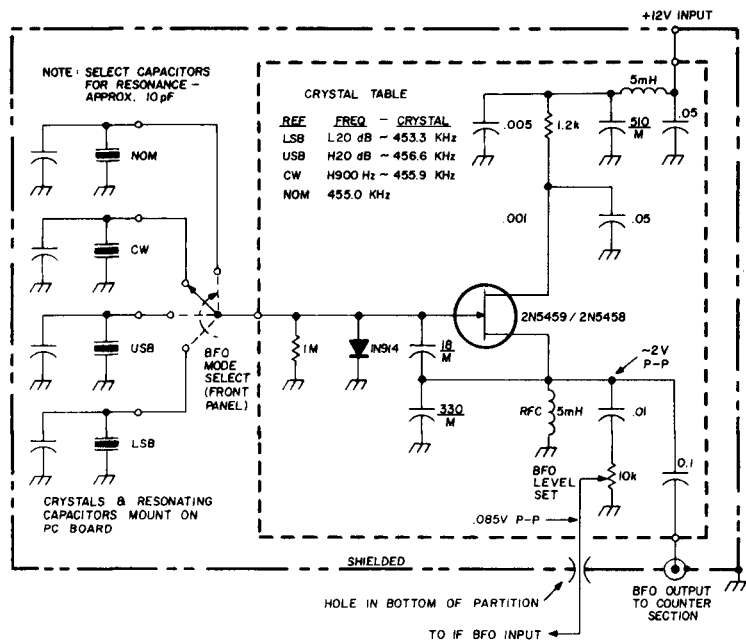 +12V INPUT
NOTE: SELECT CAPACITORS
FOR RESONANCE -
APPROX. 10pF
CRYSTAL TABLE
REF FREQ - CRYSTAL
LSB L20 dB ~ 453.3 KHz
USB H20 dB ~ 456.6 KHz
CW H900 Hz ~ 455.9 KHz
NOM 455.0 KHz
5mH
.005
1.2k
510
M
.05
.001
.05
NOM
CW
USB
LSB
BFO
MODE
SELECT
(FRONT
PANEL)
1M
1N914
18
M
330
M
2N5459 / 2N5458
~2V
P-P
RFC
5mH
.01
BFO
LEVEL
SET
10k
0.1
.085V P-P
CRYSTALS & RESONATING
CAPACITORS MOUNT ON
PC BOARD
SHIELDED
HOLE IN BOTTOM OF PARTITION
BFO OUTPUT
TO COUNTER
SECTION
TO IF BFO INPUT